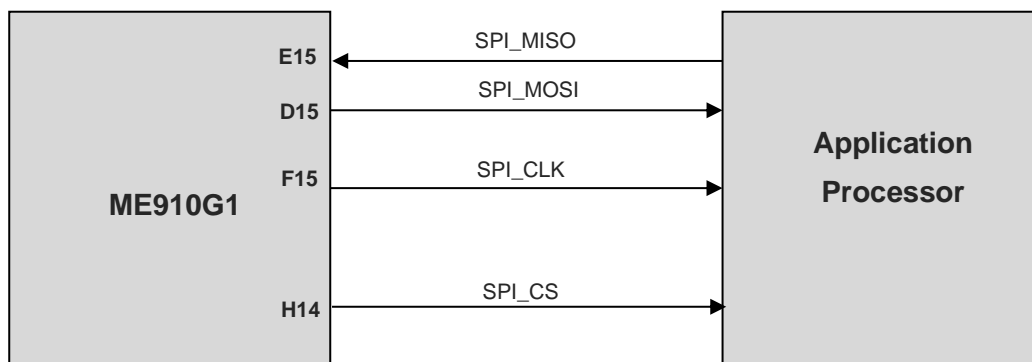 SPI_MISO
E15
SPI_MOSI
D15
Application
Processor
SPI_CLK
F15
ME910G1
SPI_CS
H14